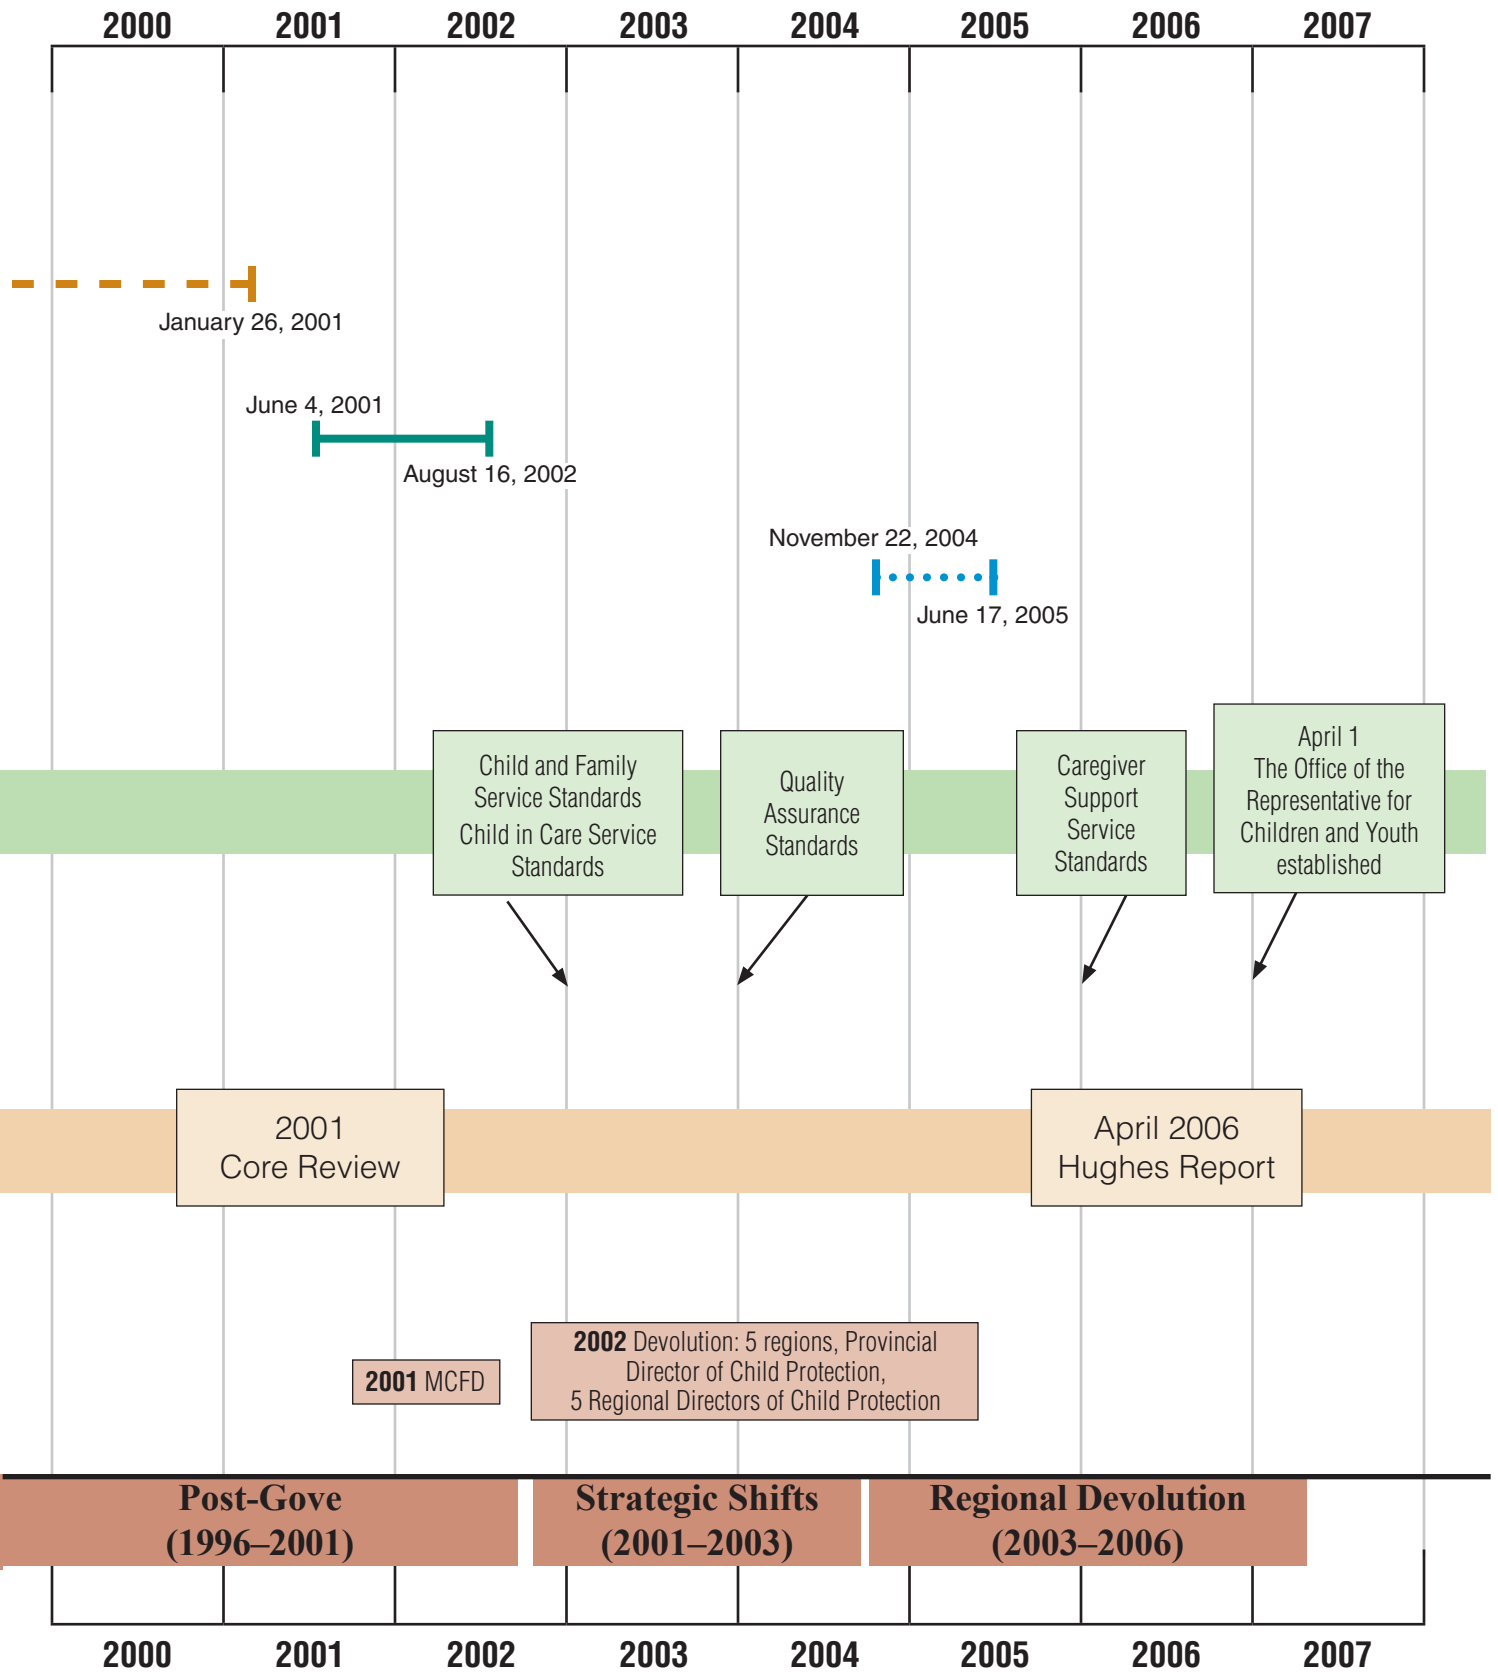 2000 2001 2002 2003 2004 2005 2006 2007
January 26, 2001
June 4, 2001
August 16, 2002
November 22, 2004
June 17, 2005
Child and Family
Service Standards
Child in Care Service
Standards
Quality
Assurance
Standards
Caregiver
Support
Service
Standards
April 1
The Office of the
Representative for
Children and Youth
established
2001
Core Review
April 2006
Hughes Report
2001 MCFD
2002 Devolution: 5 regions, Provincial
Director of Child Protection,
5 Regional Directors of Child Protection
Post-Gove
(1996–2001)
Strategic Shifts
(2001–2003)
Regional Devolution
(2003–2006)
2000 2001 2002 2003 2004 2005 2006 2007